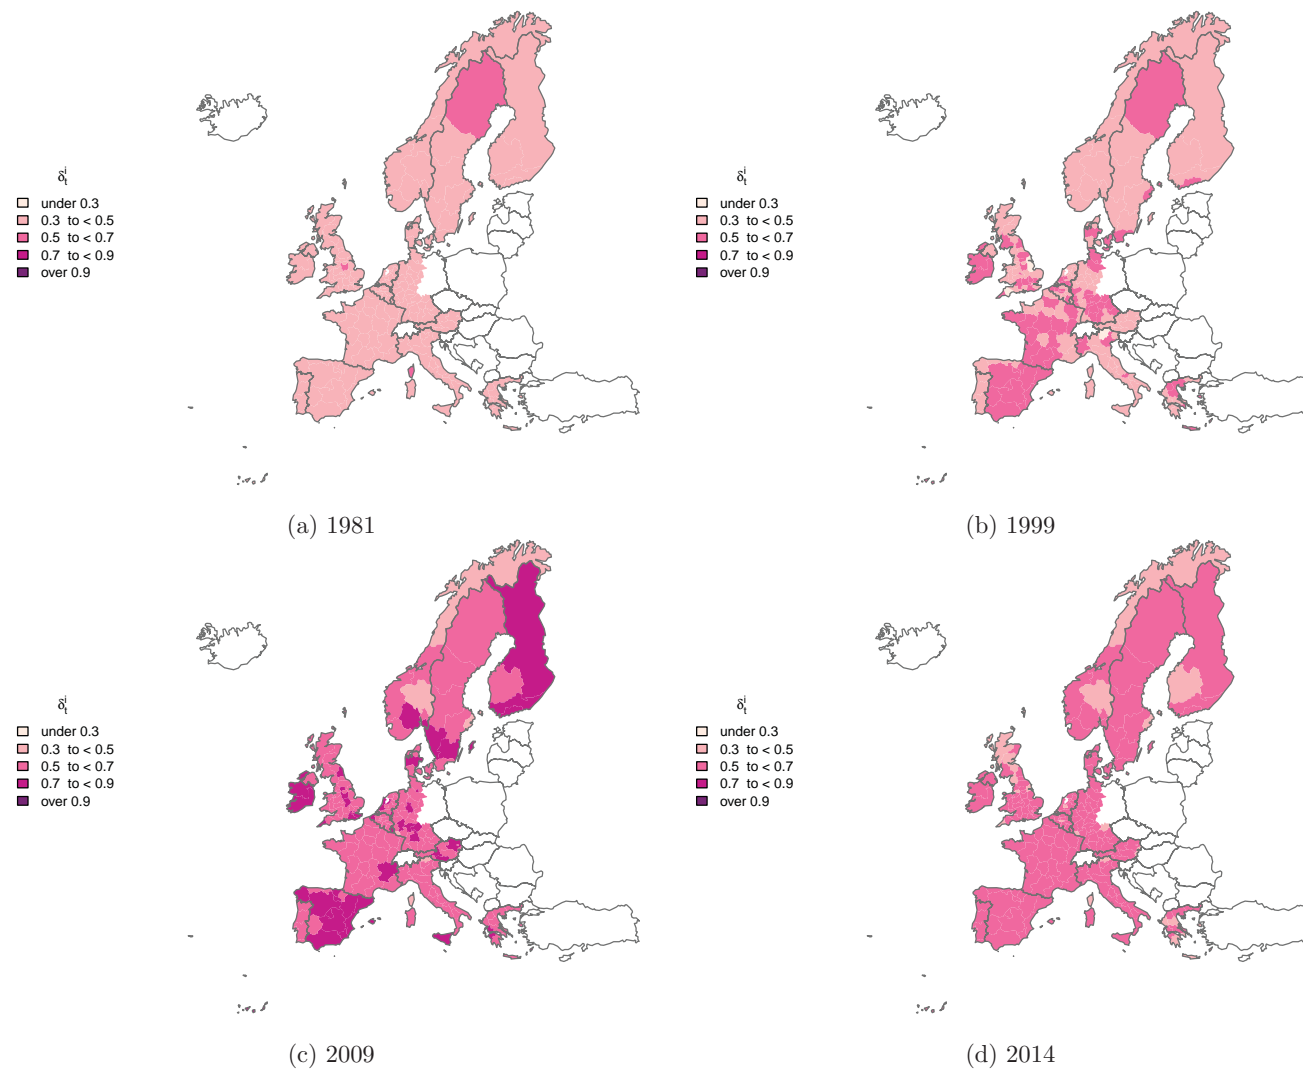 δᵢₜ
under 0.3
0.3 to < 0.5
0.5 to < 0.7
0.7 to < 0.9
over 0.9
(a) 1981
δᵢₜ
under 0.3
0.3 to < 0.5
0.5 to < 0.7
0.7 to < 0.9
over 0.9
(b) 1999
δᵢₜ
under 0.3
0.3 to < 0.5
0.5 to < 0.7
0.7 to < 0.9
over 0.9
(c) 2009
δᵢₜ
under 0.3
0.3 to < 0.5
0.5 to < 0.7
0.7 to < 0.9
over 0.9
(d) 2014